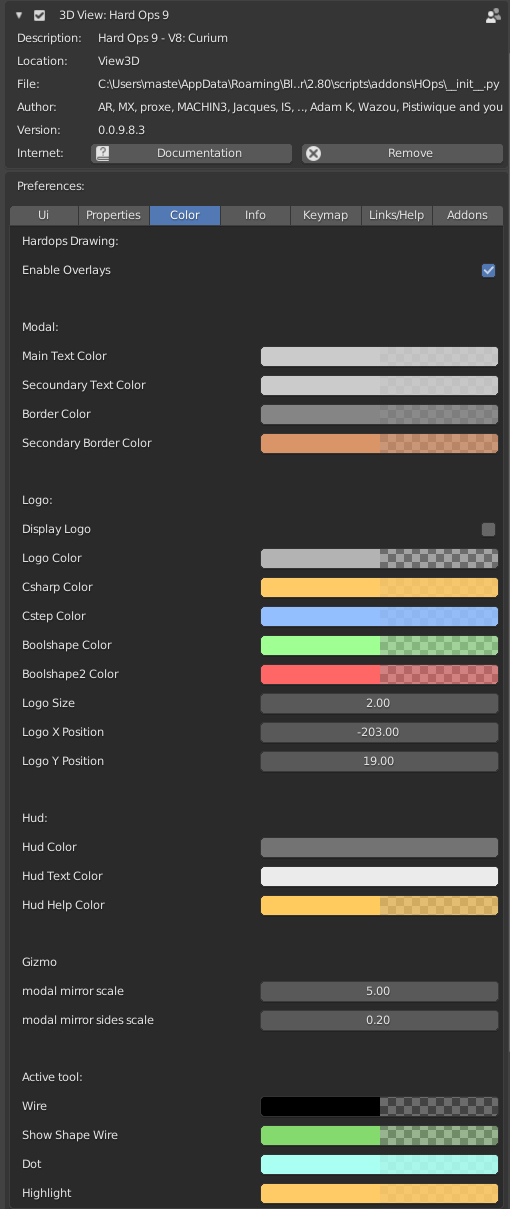 3D View: Hard Ops 9
Description: Hard Ops 9 - V8: Curium
Location: View3D
File: C:\Users\maste\AppData\Roaming\Bl..r\2.80\scripts\addons\HOps\__init__.py
Author: AR, MX, proxe, MACHIN3, Jacques, IS, .., Adam K, Wazou, Pistiwique and you
Version: 0.0.9.8.3
Internet: Documentation Remove
Preferences:
Ui Properties Color Info Keymap Links/Help Addons
Hardops Drawing:
Enable Overlays
Modal:
Main Text Color
Secoundary Text Color
Border Color
Secondary Border Color
Logo:
Display Logo
Logo Color
Csharp Color
Cstep Color
Boolshape Color
Boolshape2 Color
Logo Size 2.00
Logo X Position -203.00
Logo Y Position 19.00
Hud:
Hud Color
Hud Text Color
Hud Help Color
Gizmo
modal mirror scale 5.00
modal mirror sides scale 0.20
Active tool:
Wire
Show Shape Wire
Dot
Highlight